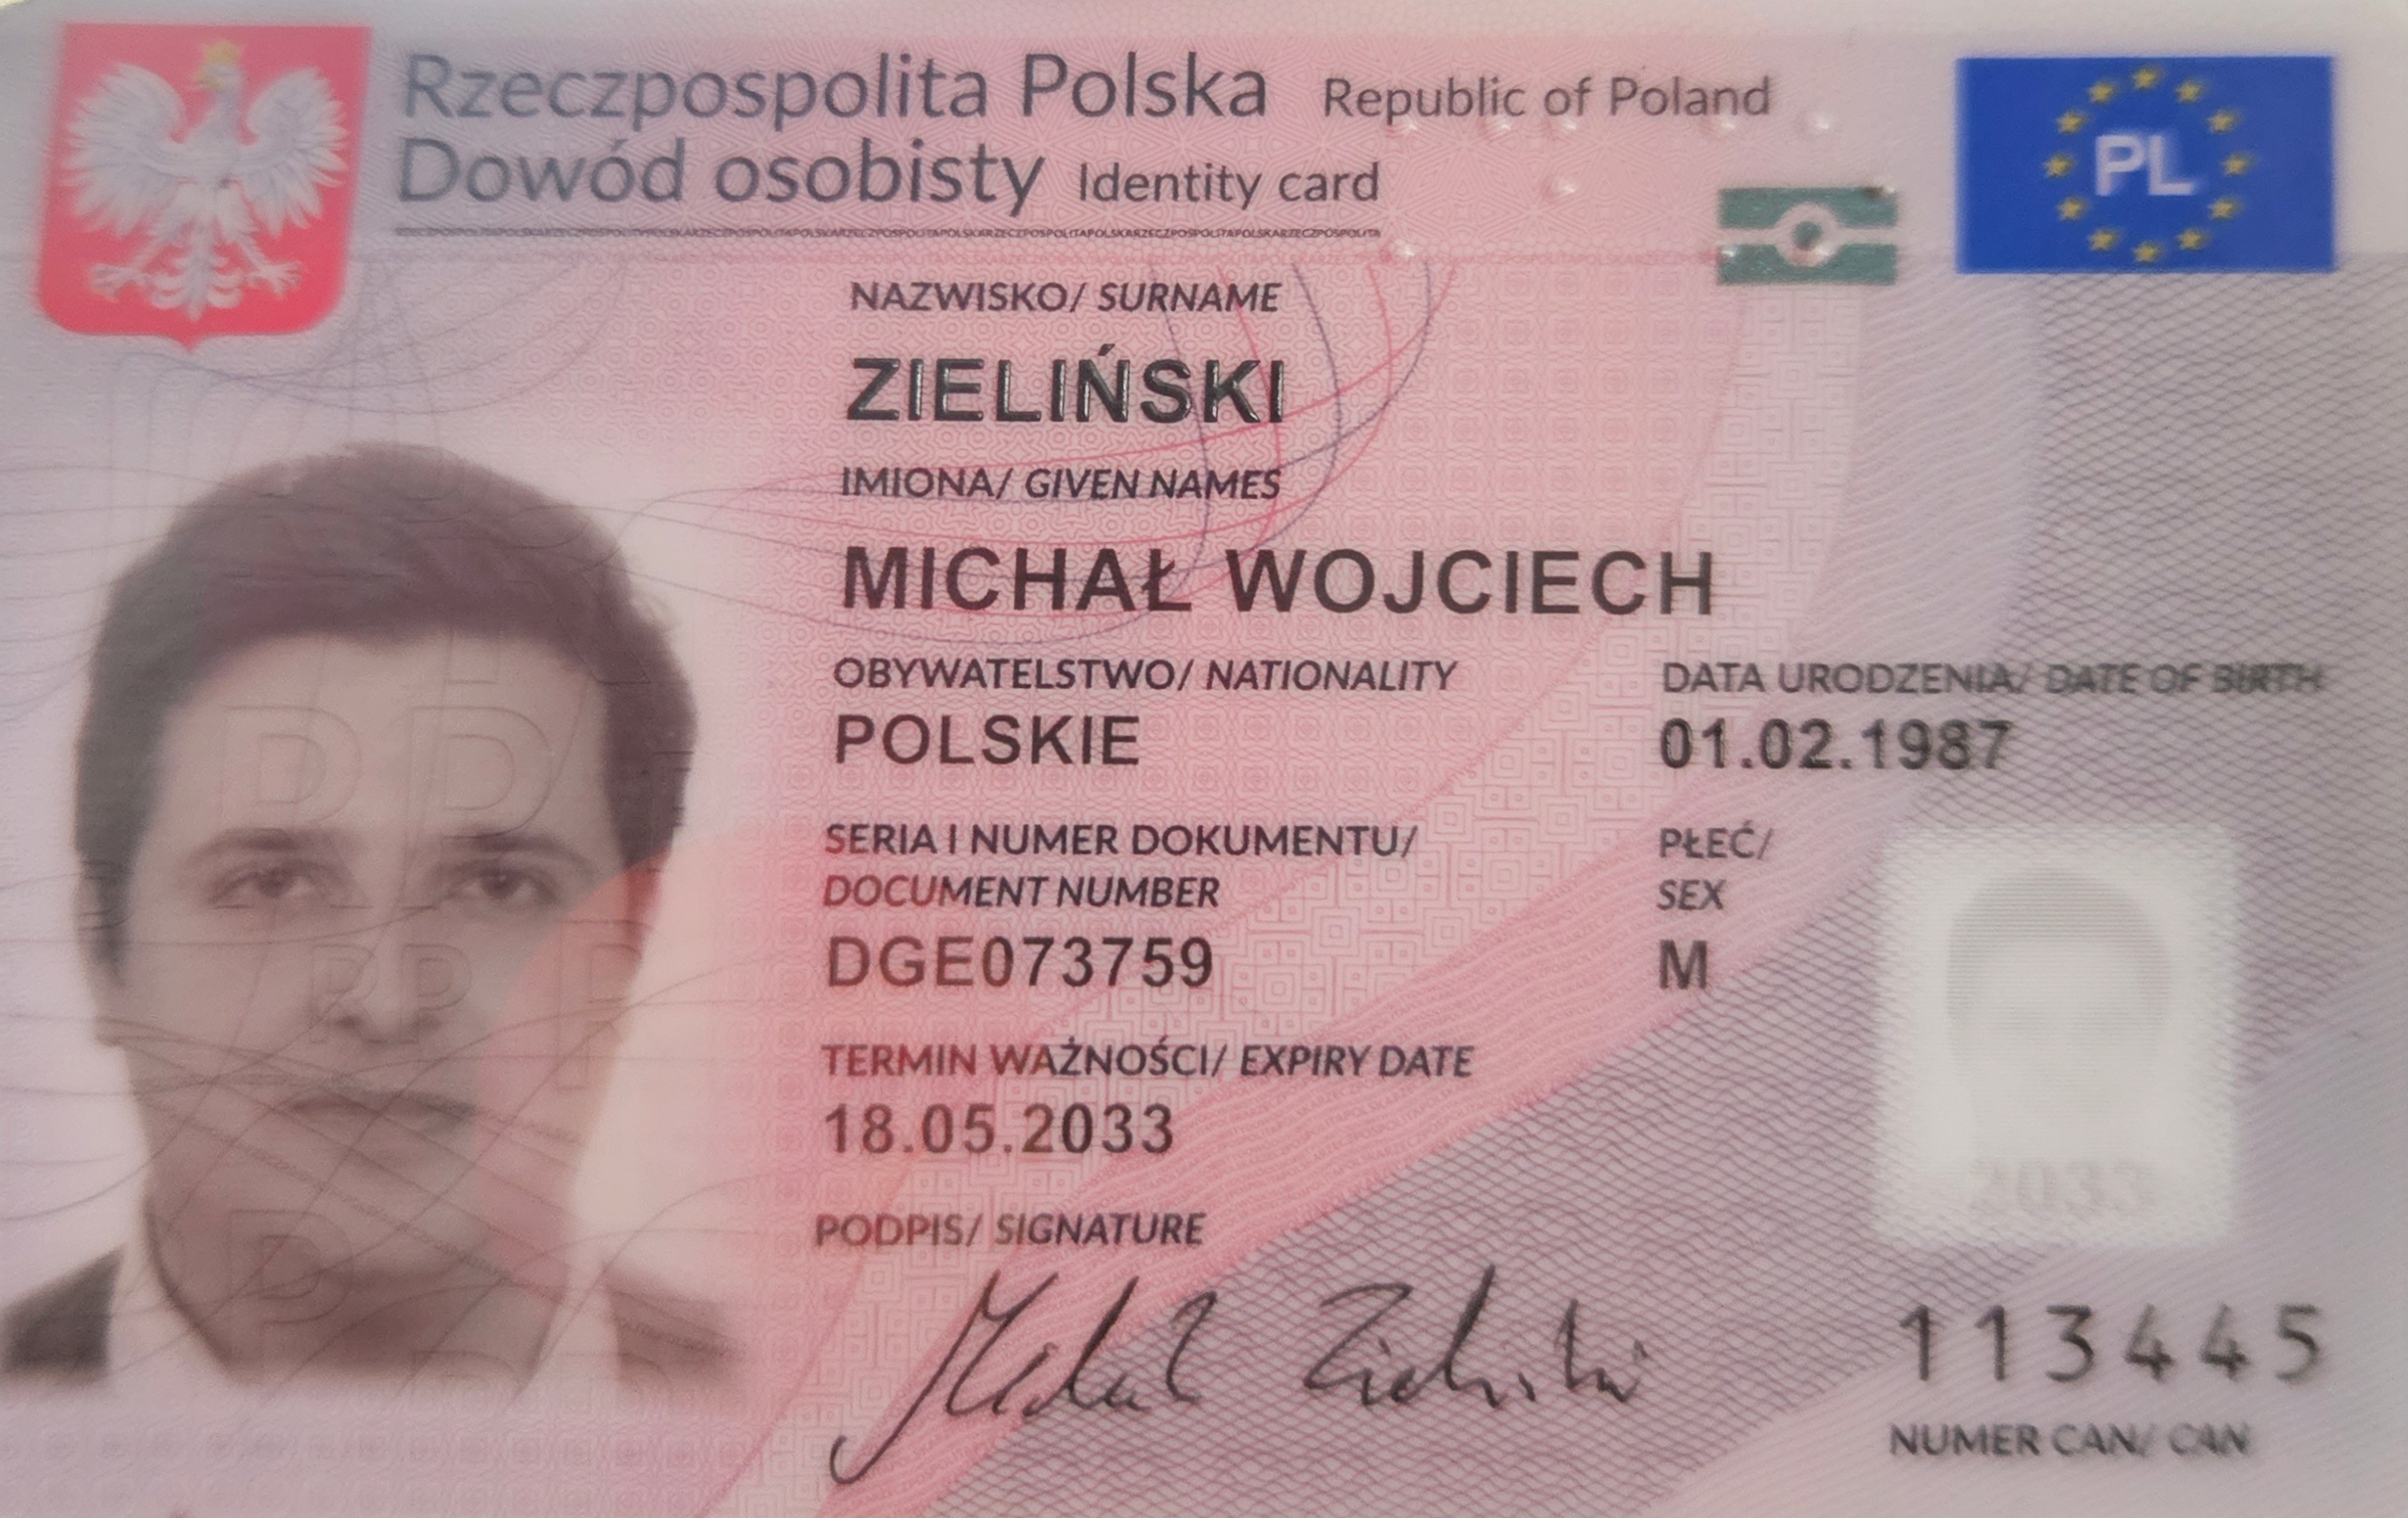 Rzeczpospolita Polska Republic of Poland
Dowód osobisty Identity card
PL
NAZWISKO/ SURNAME
ZIELIŃSKI
IMIONA/ GIVEN NAMES
MICHAŁ WOJCIECH
OBYWATELSTWO/ NATIONALITY
POLSKIE
DATA URODZENIA/ DATE OF BIRTH
01.02.1987
SERIA I NUMER DOKUMENTU/
DOCUMENT NUMBER
DGE073759
PŁEĆ/
SEX
M
TERMIN WAŻNOŚCI/ EXPIRY DATE
18.05.2033
2033
PODPIS/ SIGNATURE
Michał Zieliński
113445
NUMER CAN/ CAN